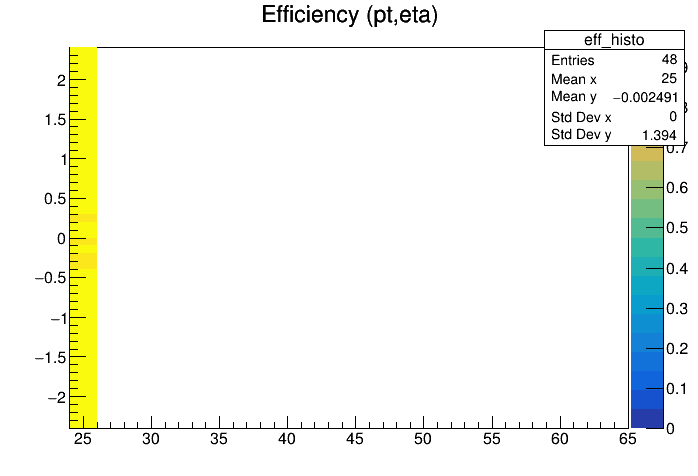 Efficiency (pt,eta)
eff_histo
Entries 48
Mean x 25
Mean y −0.002491
Std Dev x 0
Std Dev y 1.394
2
1.5
1
0.5
0
−0.5
−1
−1.5
−2
25 30 35 40 45 50 55 60 65
0.7
0.6
0.5
0.4
0.3
0.2
0.1
0